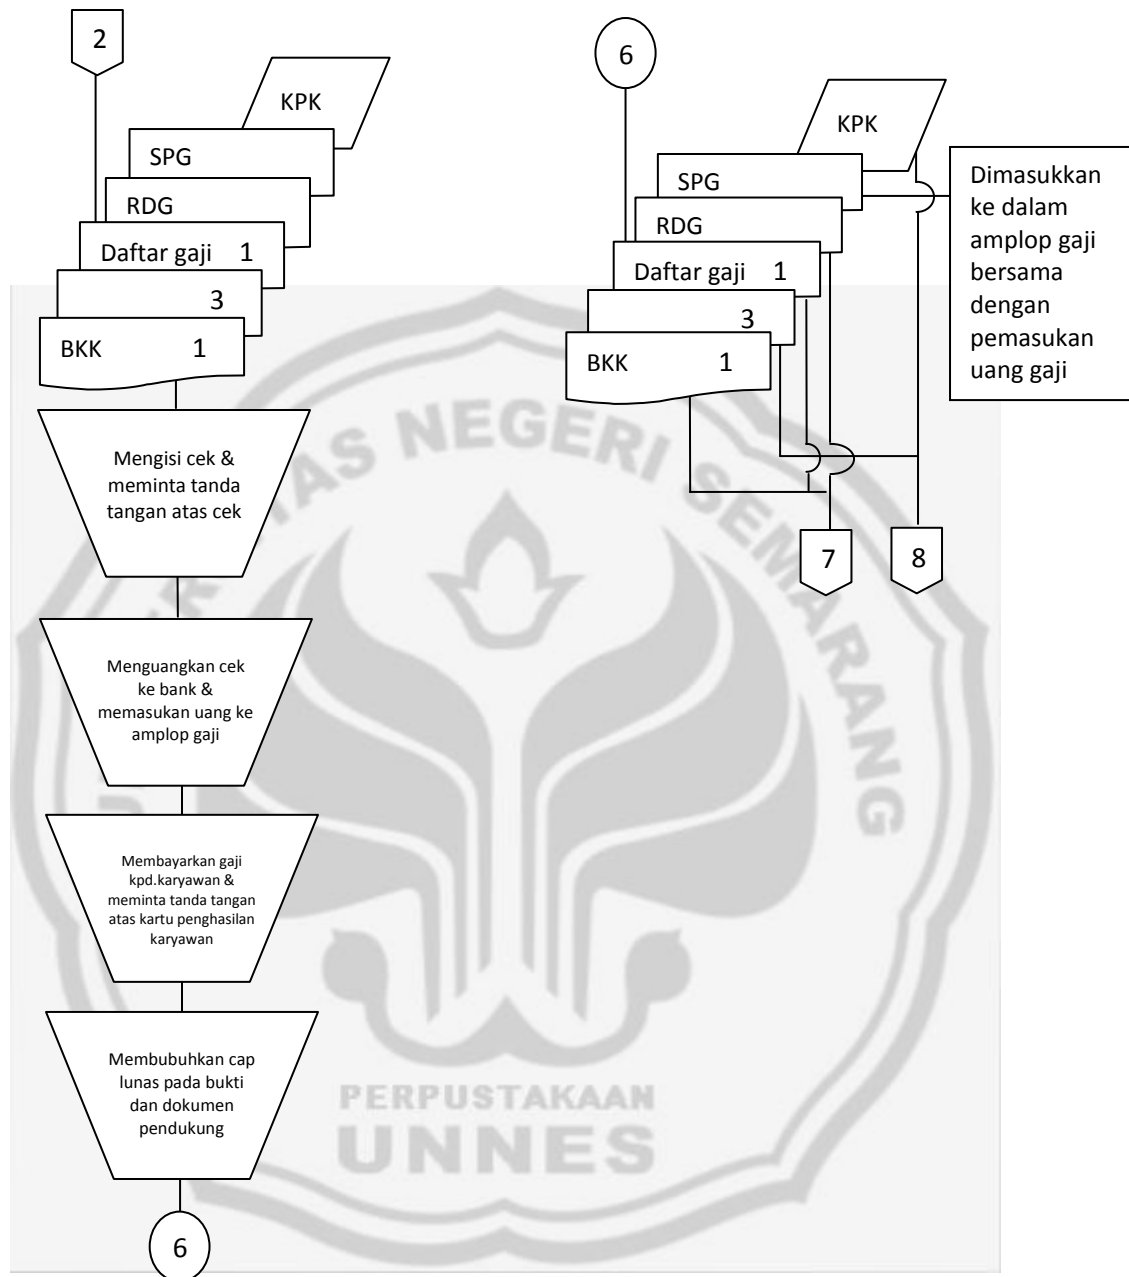 2
KPK
SPG
RDG
Daftar gaji 1
3
BKK 1
Mengisi cek &
meminta tanda
tangan atas cek
Menguangkan cek
ke bank &
memasukan uang ke
amplop gaji
Membayarkan gaji
kpd.karyawan &
meminta tanda tangan
atas kartu penghasilan
karyawan
Membubuhkan cap
lunas pada bukti
dan dokumen
pendukung
6
6
KPK
SPG
RDG
Daftar gaji 1
3
BKK 1
Dimasukkan
ke dalam
amplop gaji
bersama
dengan
pemasukan
uang gaji
7
8
NEGERI SEMARANG
PERPUSTAKAAN
UNNES